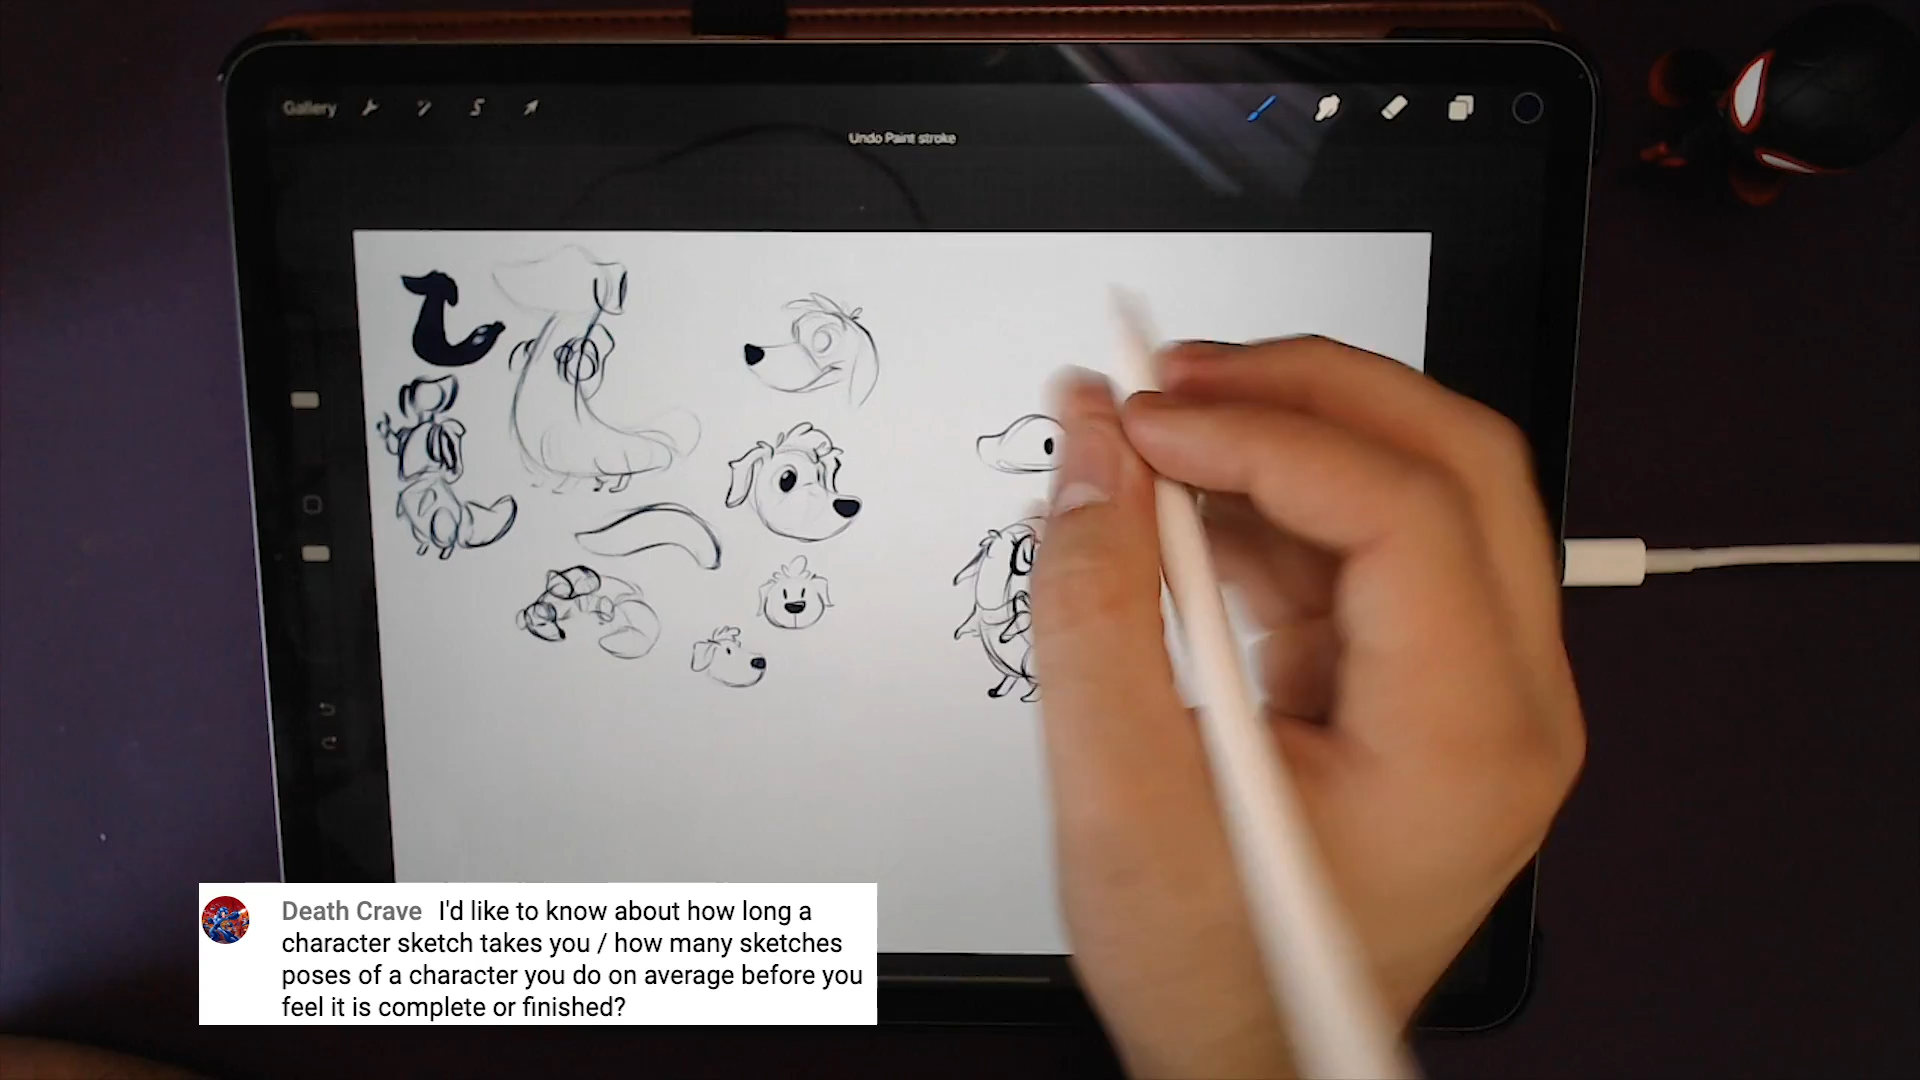 Gallery
Undo Paint stroke
Death Crave I'd like to know about how long a
character sketch takes you / how many sketches
poses of a character you do on average before you
feel it is complete or finished?